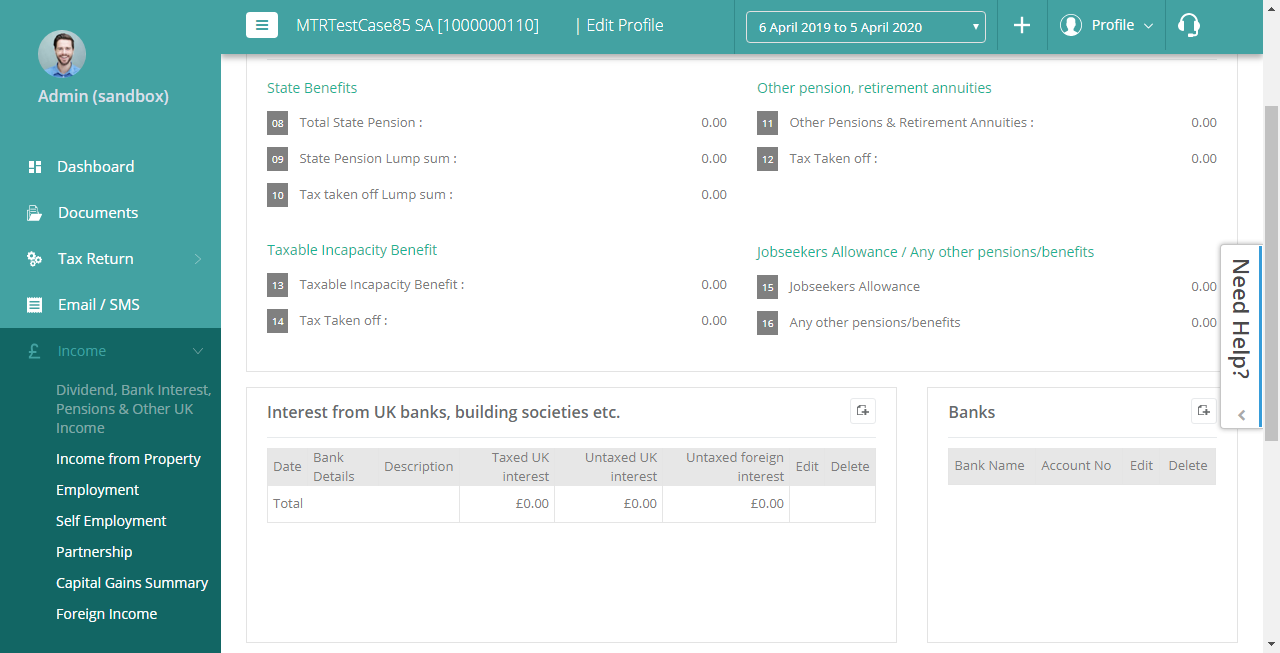 MTRTestCase85 SA [1000000110] | Edit Profile
6 April 2019 to 5 April 2020
Profile
Admin (sandbox)
Dashboard
Documents
Tax Return
Email / SMS
£ Income
Dividend, Bank Interest,
Pensions & Other UK
Income
Income from Property
Employment
Self Employment
Partnership
Capital Gains Summary
Foreign Income
State Benefits
08 Total State Pension : 0.00
09 State Pension Lump sum : 0.00
10 Tax taken off Lump sum : 0.00
Other pension, retirement annuities
11 Other Pensions & Retirement Annuities : 0.00
12 Tax Taken off : 0.00
Taxable Incapacity Benefit
13 Taxable Incapacity Benefit : 0.00
14 Tax Taken off : 0.00
Jobseekers Allowance / Any other pensions/benefits
15 Jobseekers Allowance 0.00
16 Any other pensions/benefits 0.00
Need Help?
Interest from UK banks, building societies etc.
Date Bank Details Description Taxed UK interest Untaxed UK interest Untaxed foreign interest Edit Delete
Total £0.00 £0.00 £0.00
Banks
Bank Name Account No Edit Delete